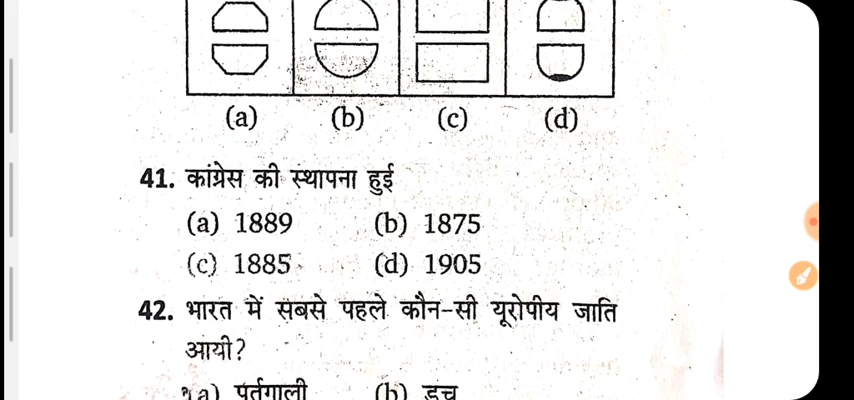 (a) (b) (c) (d)
41. कांग्रेस की स्थापना हुई
(a) 1889 (b) 1875
(c) 1885 (d) 1905
42. भारत में सबसे पहले कौन-सी यूरोपीय जाति
आयी?
(a) पुर्तगाली (b) डच